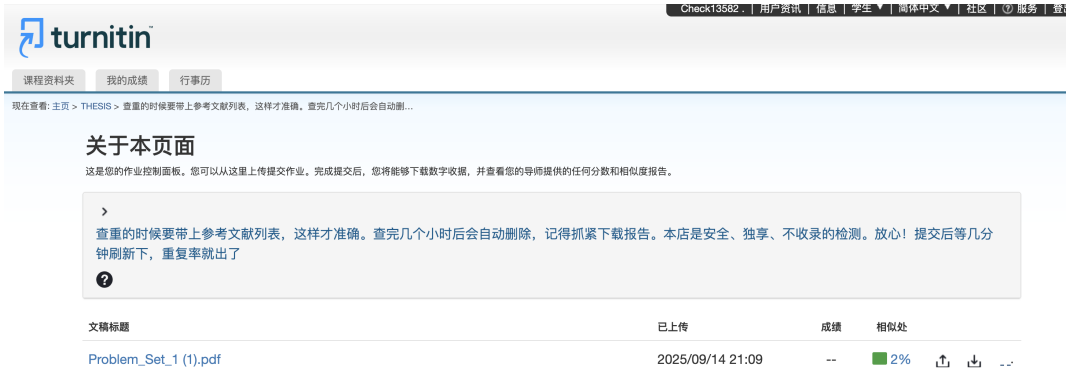 Check13582 . | 用户资讯 | 信息 | 学生 ▼ | 简体中文 ▼ | 社区 | ? 服务 |
turnitin
课程资料夹 我的成绩 行事历
现在查看: 主页 > THESIS > 查重的时候要带上参考文献列表，这样才准确。查完几个小时后会自动删...
关于本页面
这是您的作业控制面板。您可以从这里上传提交作业。完成提交后，您将能够下载数字收据，并查看您的导师提供的任何分数和相似度报告。
查重的时候要带上参考文献列表，这样才准确。查完几个小时后会自动删除，记得抓紧下载报告。本店是安全、独享、不收录的检测。放心！提交后等几分
钟刷新下，重复率就出了
?
文稿标题 已上传 成绩 相似处
Problem_Set_1 (1).pdf 2025/09/14 21:09 -- 2% --